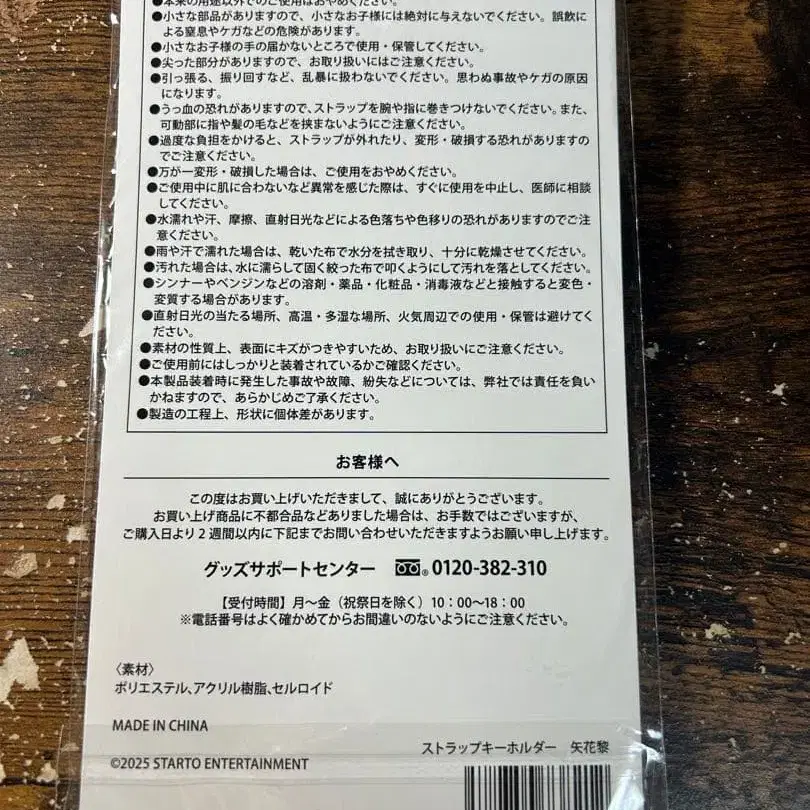 ●本来の用途以外でのご使用はおやめください。
●小さな部品がありますので、小さなお子様には絶対に与えないでください。誤飲に
よる窒息やケガなどの危険があります。
●小さなお子様の手の届かないところで使用・保管してください。
●尖った部分がありますので、お取り扱いにはご注意ください。
●引っ張る、振り回すなど、乱暴に扱わないでください。思わぬ事故やケガの原因
になります。
●うっ血の恐れがありますので、ストラップを腕や指に巻きつけないでください。また、
可動部に指や髪の毛などを挟まないようにご注意ください。
●過度な負担をかけると、ストラップが外れたり、変形・破損する恐れがありますの
でご注意ください。
●万が一変形・破損した場合は、ご使用をおやめください。
●ご使用中に肌に合わないなど異常を感じた際は、すぐに使用を中止し、医師に相談
してください。
●水濡れや汗、摩擦、直射日光などによる色落ちや色移りの恐れがありますのでご注
意ください。
●雨や汗で濡れた場合は、乾いた布で水分を拭き取り、十分に乾燥させてください。
●汚れた場合は、水に濡らして固く絞った布で叩くようにして汚れを落としてください。
●シンナーやベンジンなどの溶剤・薬品・化粧品・消毒液などと接触すると変色・
変質する場合があります。
●直射日光の当たる場所、高温・多湿な場所、火気周辺での使用・保管は避けてく
ださい。
●素材の性質上、表面にキズがつきやすいため、お取り扱いにご注意ください。
●ご使用前にはしっかりと装着されているかご確認ください。
●本製品装着時に発生した事故や故障、紛失などについては、弊社では責任を負い
かねますので、あらかじめご了承ください。
●製造の工程上、形状に個体差があります。
お客様へ
この度はお買い上げいただきまして、誠にありがとうございます。
お買い上げ商品に不都合品などありました場合は、お手数ではございますが、
ご購入日より2週間以内に下記までお問い合わせいただきますようお願い申し上げます。
グッズサポートセンター ® 0120-382-310
【受付時間】月〜金（祝祭日を除く）10：00〜18：00
※電話番号はよく確かめてからお間違いのないようにご注意ください。
〈素材〉
ポリエステル、アクリル樹脂、セルロイド
MADE IN CHINA
ストラップキーホルダー 矢花黎
©2025 STARTO ENTERTAINMENT